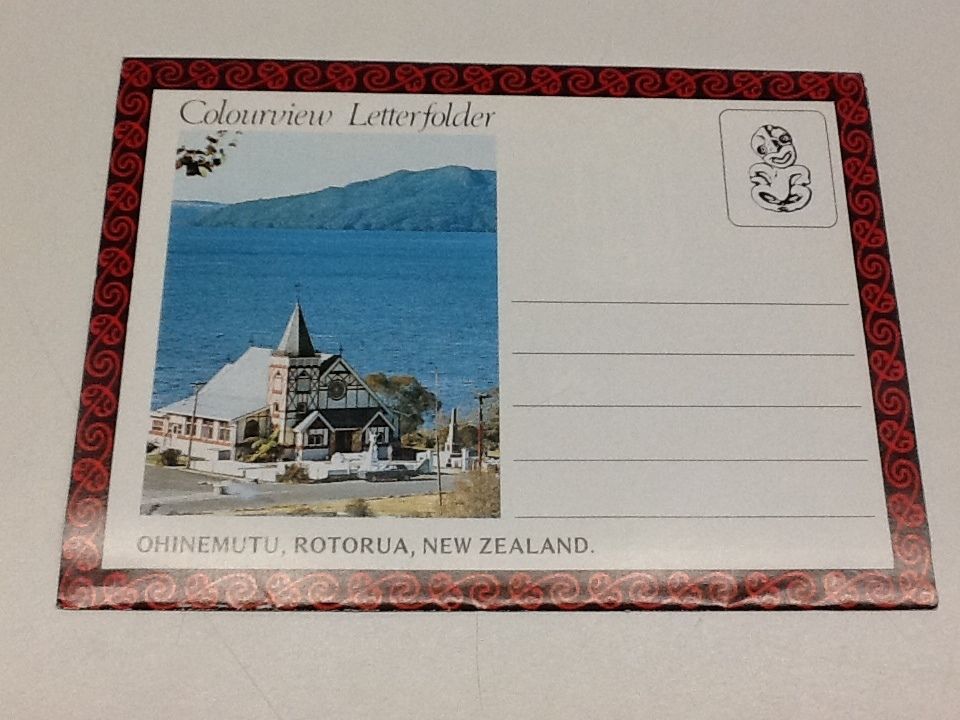 Colourview Letterfolder
OHINEMUTU, ROTORUA, NEW ZEALAND.